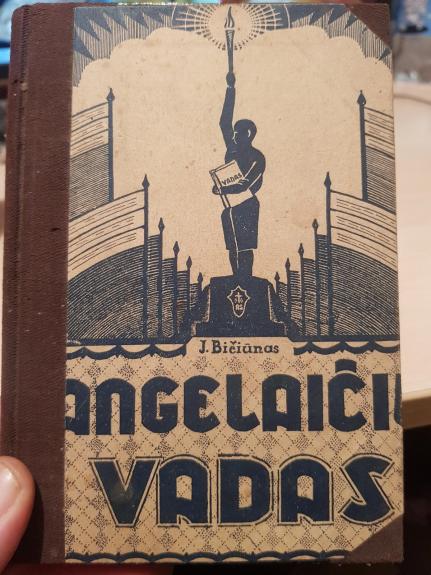 VADAS
J. Bičiūnas
ANGELAIČIŲ
VADAS